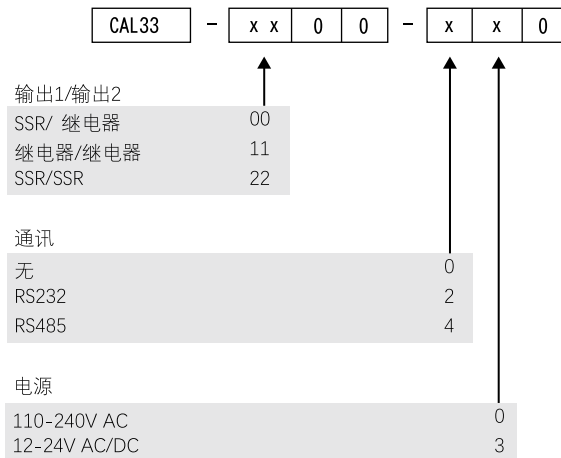 CAL33 - x x 0 0 - x x 0
输出1/输出2
SSR/ 继电器 00
继电器/继电器 11
SSR/SSR 22
通讯
无 0
RS232 2
RS485 4
电源
110-240V AC 0
12-24V AC/DC 3